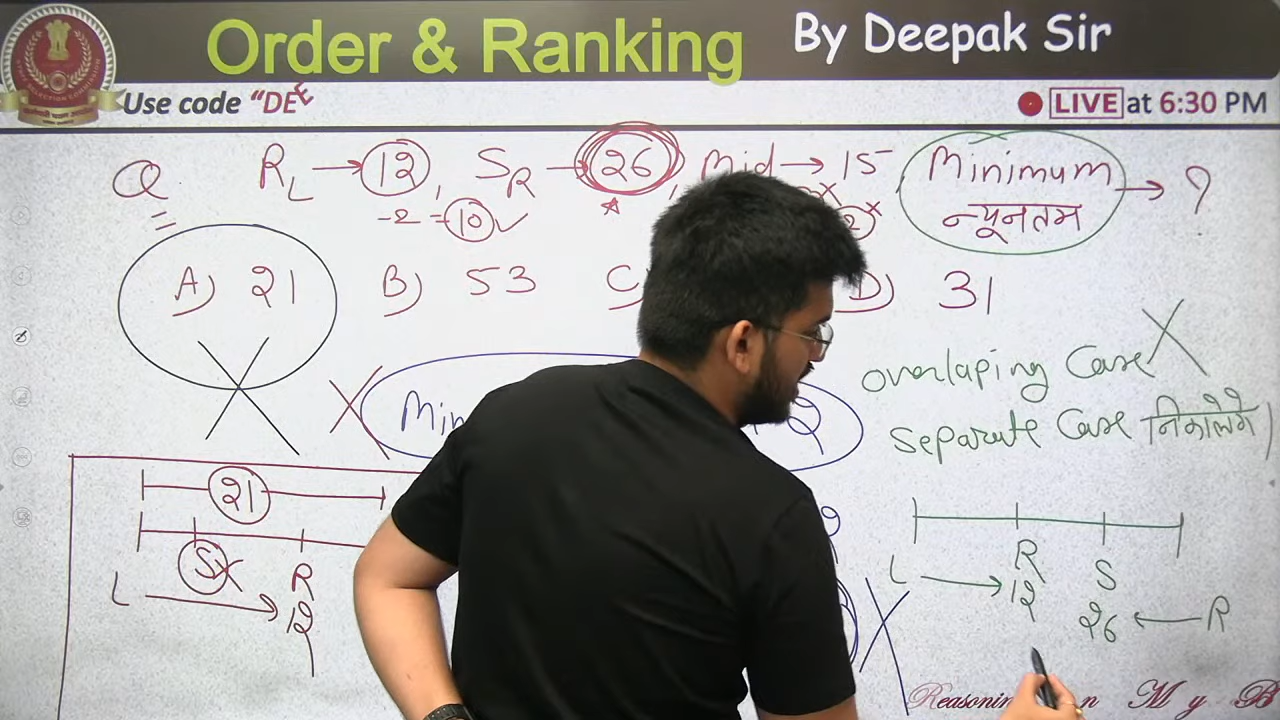 Order & Ranking By Deepak Sir
Use code “DEE LIVE at 6:30 PM
Q R_L → 12, S_R → 26, Mid → 15, Minimum → ?
-2 = 10 ✓ न्यूनतम
A) 21 B) 53 C) D) 31
overlaping Case X
Separate Case निकालेंगे
21
S R
L → 12
R S
L → 12 26 ← R
M y B